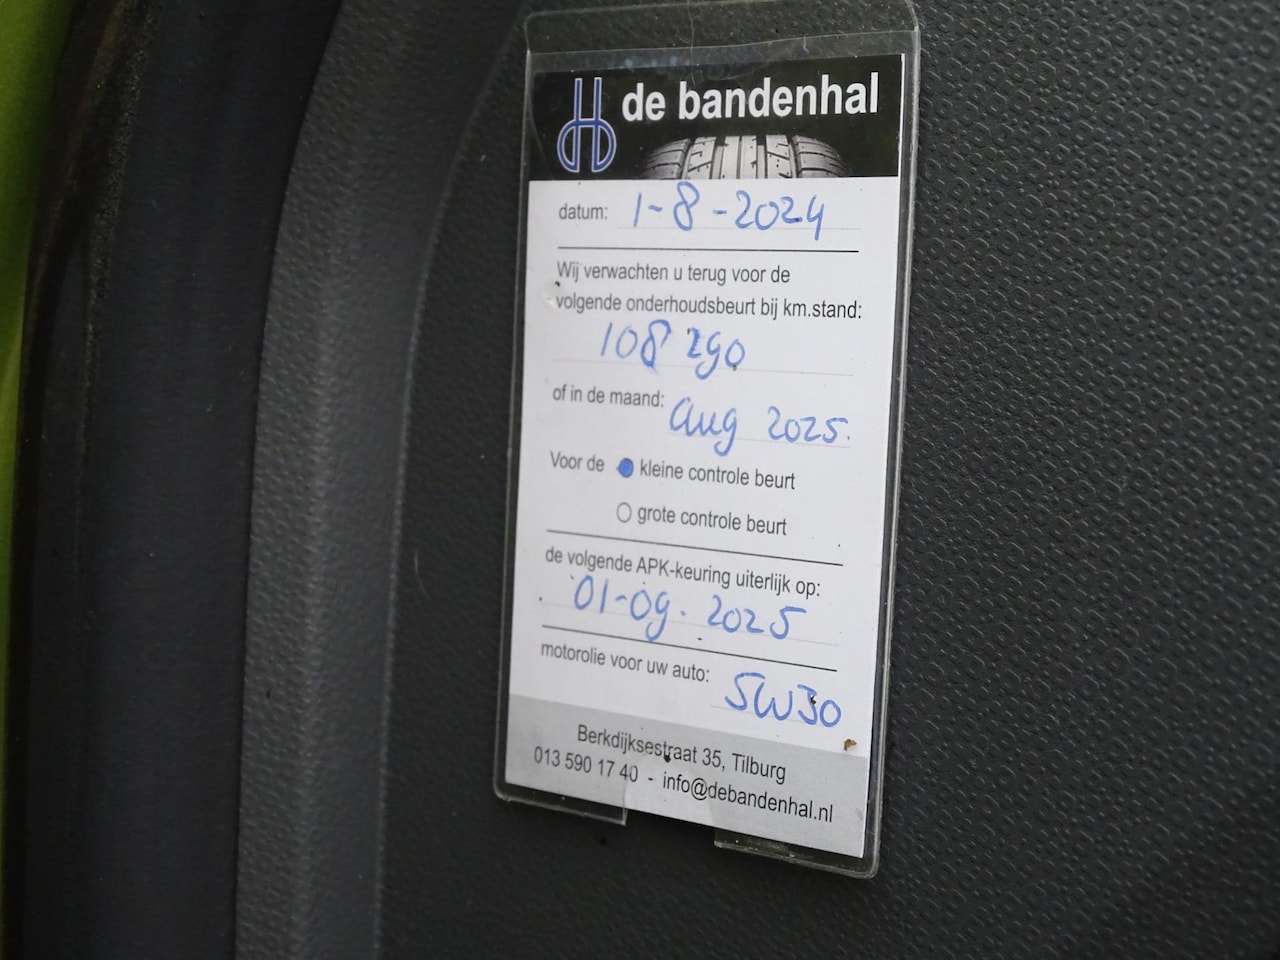 de bandenhal
datum: 1-8-2024
Wij verwachten u terug voor de
volgende onderhoudsbeurt bij km.stand:
108 290
of in de maand: aug 2025.
Voor de kleine controle beurt
grote controle beurt
de volgende APK-keuring uiterlijk op:
01-09-2025
motorolie voor uw auto: 5W30
Berkdijksestraat 35, Tilburg
013 590 17 40 - info@debandenhal.nl